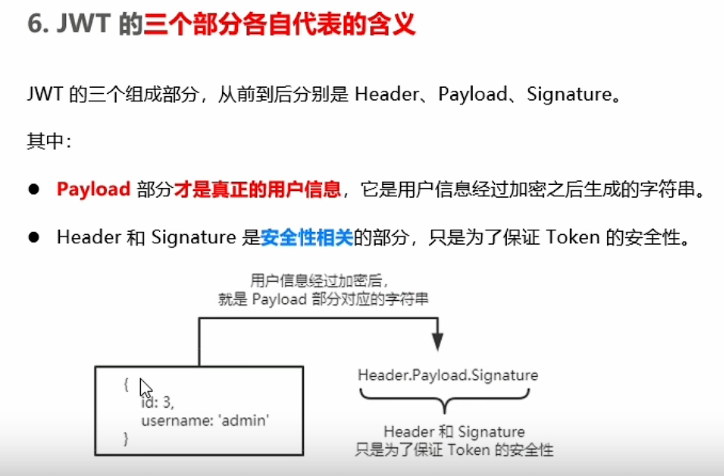 6. JWT 的三个部分各自代表的含义
JWT 的三个组成部分，从前到后分别是 Header、Payload、Signature。
其中：
● Payload 部分才是真正的用户信息，它是用户信息经过加密之后生成的字符串。
● Header 和 Signature 是安全性相关的部分，只是为了保证 Token 的安全性。
用户信息经过加密后，
就是 Payload 部分对应的字符串
{
id: 3,
username: 'admin'
}
Header.Payload.Signature
Header 和 Signature
只是为了保证 Token 的安全性